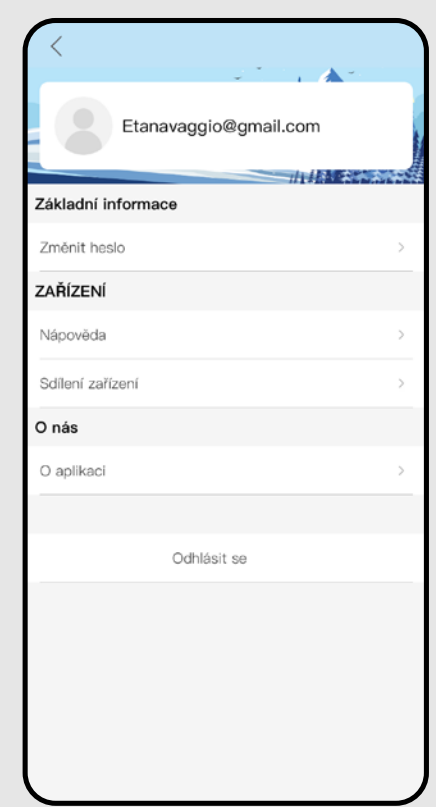 Etanavaggio@gmail.com
Základní informace
Změnit heslo
ZAŘÍZENÍ
Nápověda
Sdílení zařízení
O nás
O aplikaci
Odhlásit se